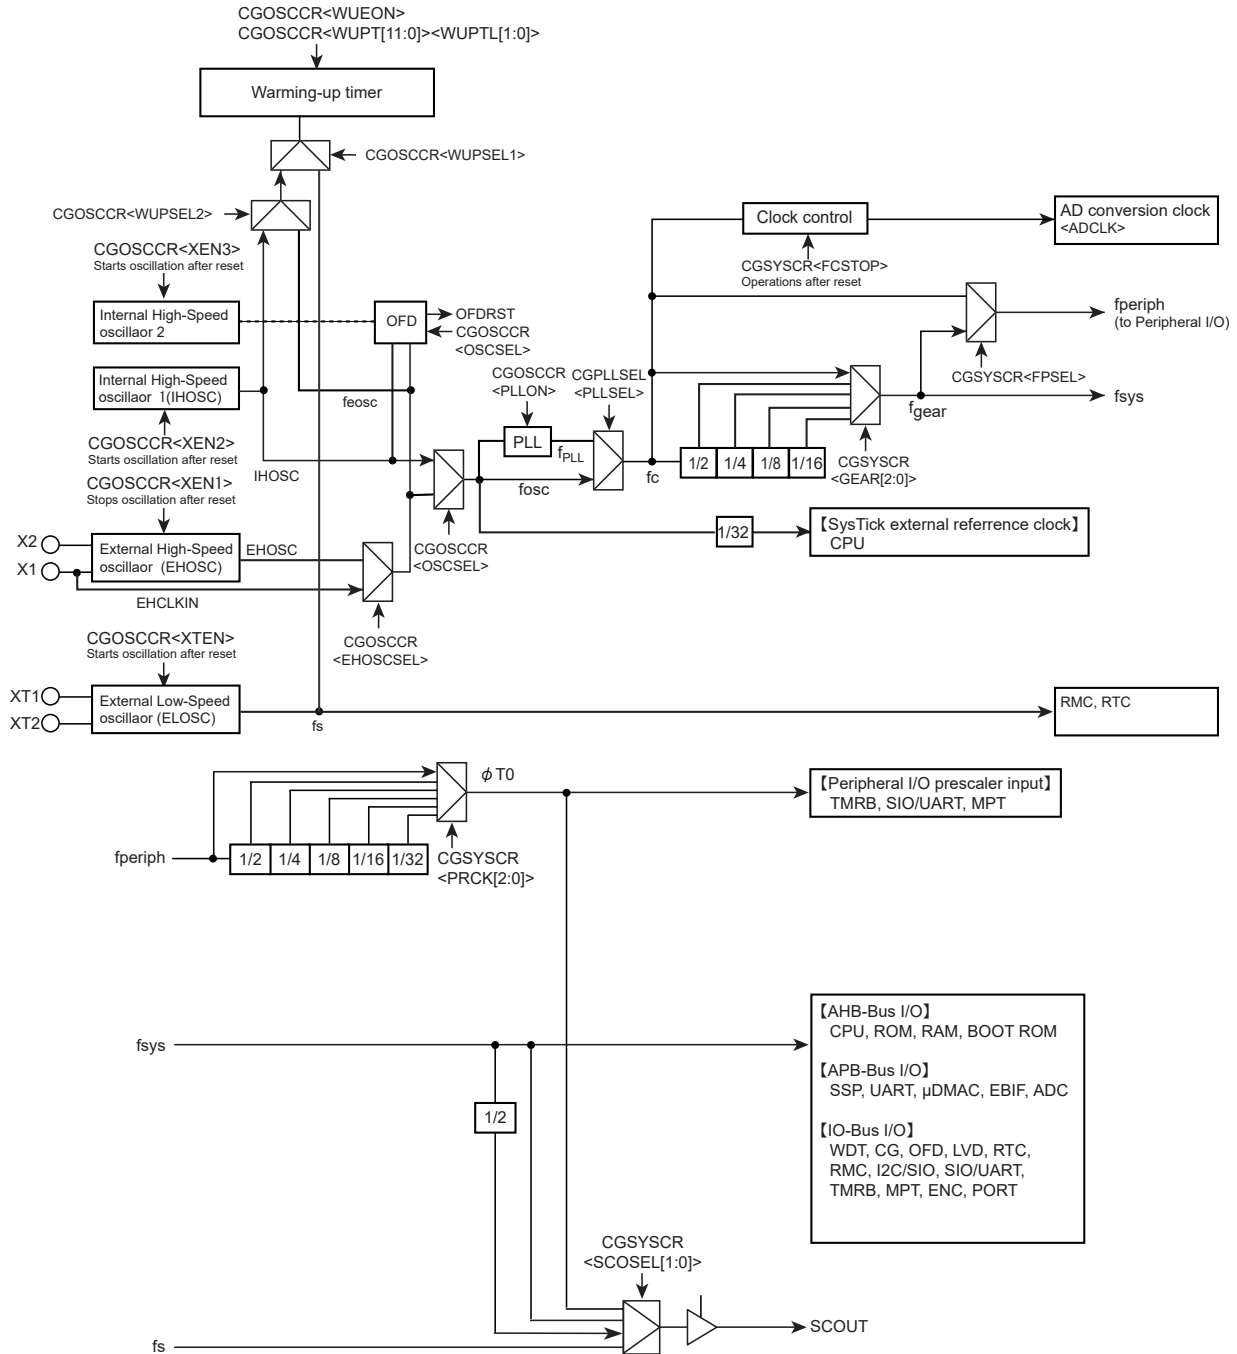 CGOSCCR<WUEON>
CGOSCCR<WUPT[11:0]><WUPTL[1:0]>
Warming-up timer
CGOSCCR<WUPSEL1>
CGOSCCR<WUPSEL2>
CGOSCCR<XEN3>
Starts oscillation after reset
Internal High-Speed
oscillaor 2
OFD
OFDRST
CGOSCCR
<OSCSEL>
Clock control
AD conversion clock
<ADCLK>
CGSYSCR<FCSTOP>
Operations after reset
fperiph
(to Peripheral I/O)
CGSYSCR<FPSEL>
fsys
fgear
Internal High-Speed
oscillaor 1(IHOSC)
feosc
CGOSCCR
<PLLON>
CGPLLSEL
<PLLSEL>
CGOSCCR<XEN2>
Starts oscillation after reset
IHOSC
PLL
fPLL
fosc
fc
1/2
1/4
1/8
1/16
CGSYSCR
<GEAR[2:0]>
CGOSCCR<XEN1>
Stops oscillation after reset
X2
X1
External High-Speed
oscillaor (EHOSC)
EHOSC
EHCLKIN
CGOSCCR
<OSCSEL>
CGOSCCR
<EHOSCSEL>
1/32
【SysTick external referrence clock】
CPU
CGOSCCR<XTEN>
Starts oscillation after reset
XT1
XT2
External Low-Speed
oscillaor (ELOSC)
fs
RMC, RTC
fperiph
1/2
1/4
1/8
1/16
1/32
ϕT0
CGSYSCR
<PRCK[2:0]>
【Peripheral I/O prescaler input】
TMRB, SIO/UART, MPT
fsys
1/2
【AHB-Bus I/O】
CPU, ROM, RAM, BOOT ROM
【APB-Bus I/O】
SSP, UART, µDMAC, EBIF, ADC
【IO-Bus I/O】
WDT, CG, OFD, LVD, RTC,
RMC, I2C/SIO, SIO/UART,
TMRB, MPT, ENC, PORT
CGSYSCR
<SCOSEL[1:0]>
SCOUT
fs